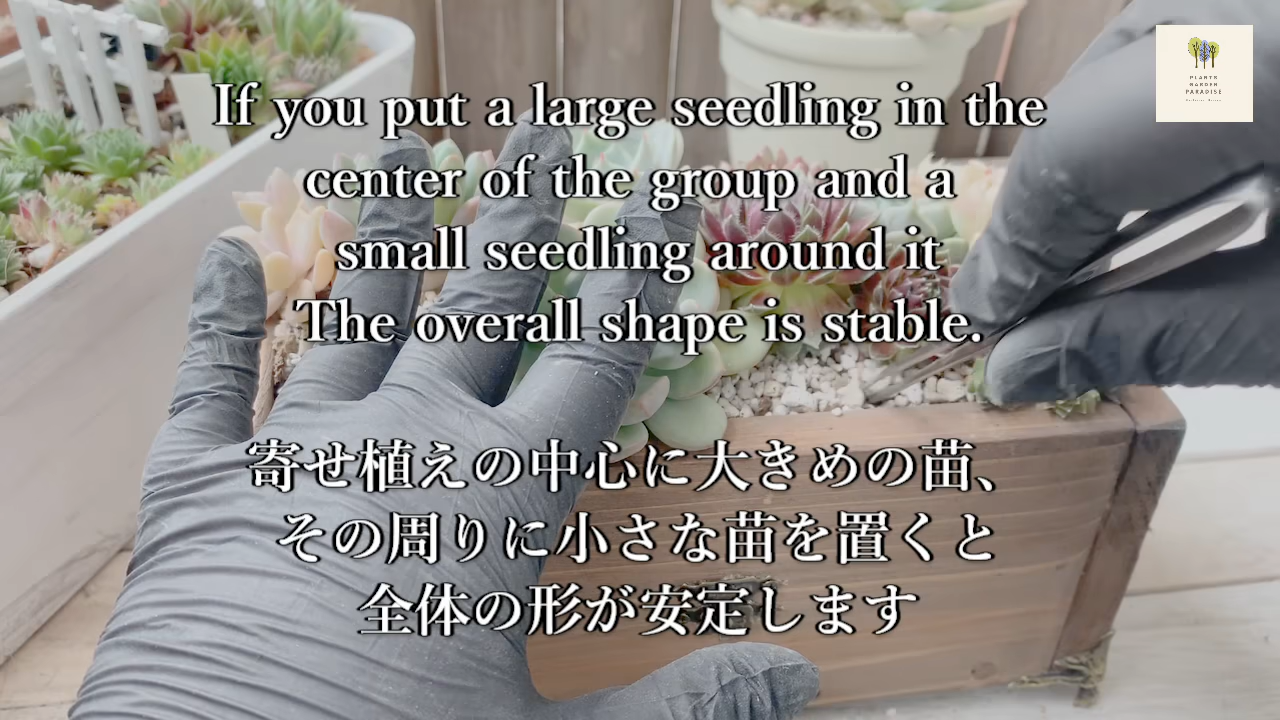 PLANTS
GARDEN
PARADISE
If you put a large seedling in the
center of the group and a
small seedling around it
The overall shape is stable.
寄せ植えの中心に大きめの苗、
その周りに小さな苗を置くと
全体の形が安定します